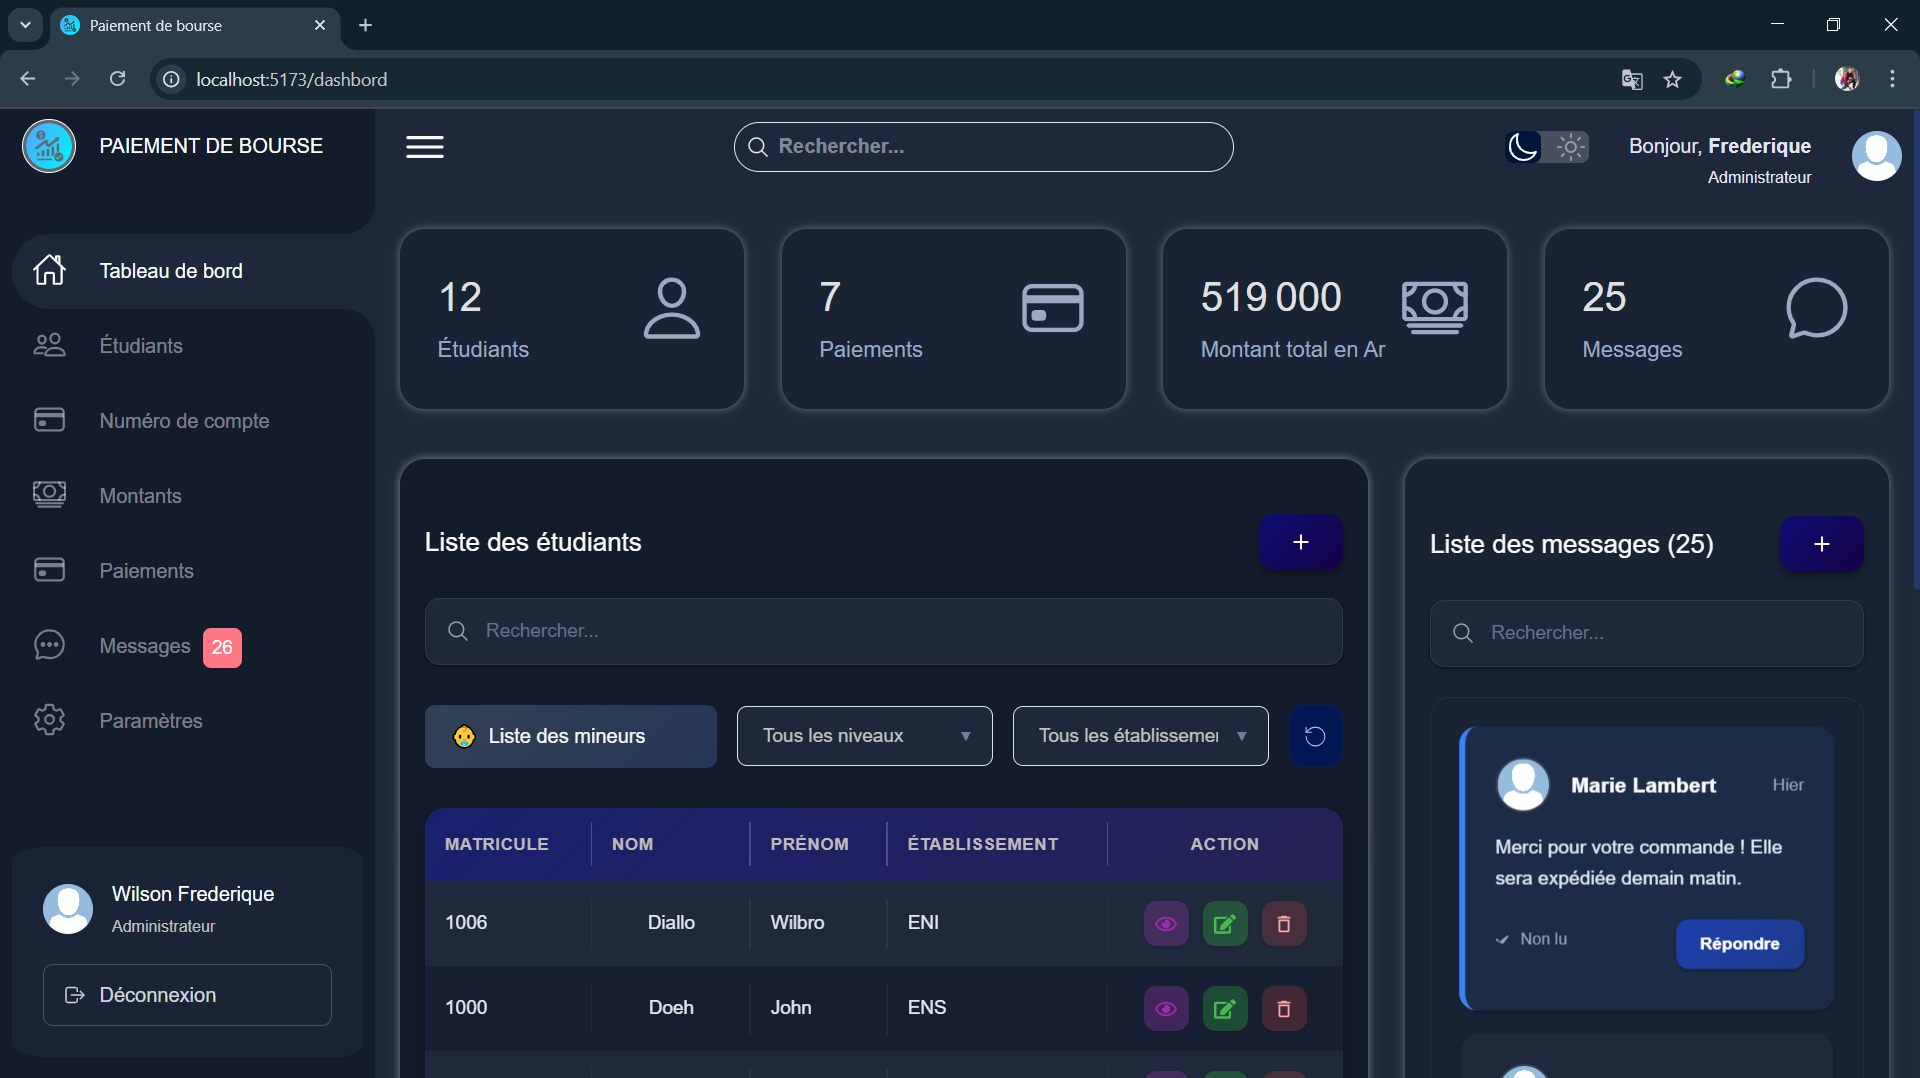 Paiement de bourse
localhost:5173/dashbord
PAIEMENT DE BOURSE
Rechercher...
Bonjour, Frederique
Administrateur
Tableau de bord
Étudiants
Numéro de compte
Montants
Paiements
Messages 26
Paramètres
Wilson Frederique
Administrateur
Déconnexion
12
Étudiants
7
Paiements
519 000
Montant total en Ar
25
Messages
Liste des étudiants
+
Rechercher...
Liste des mineurs
Tous les niveaux
Tous les établissemer
MATRICULE NOM PRÉNOM ÉTABLISSEMENT ACTION
1006 Diallo Wilbro ENI
1000 Doeh John ENS
Liste des messages (25)
+
Rechercher...
Marie Lambert Hier
Merci pour votre commande ! Elle
sera expédiée demain matin.
Non lu
Répondre